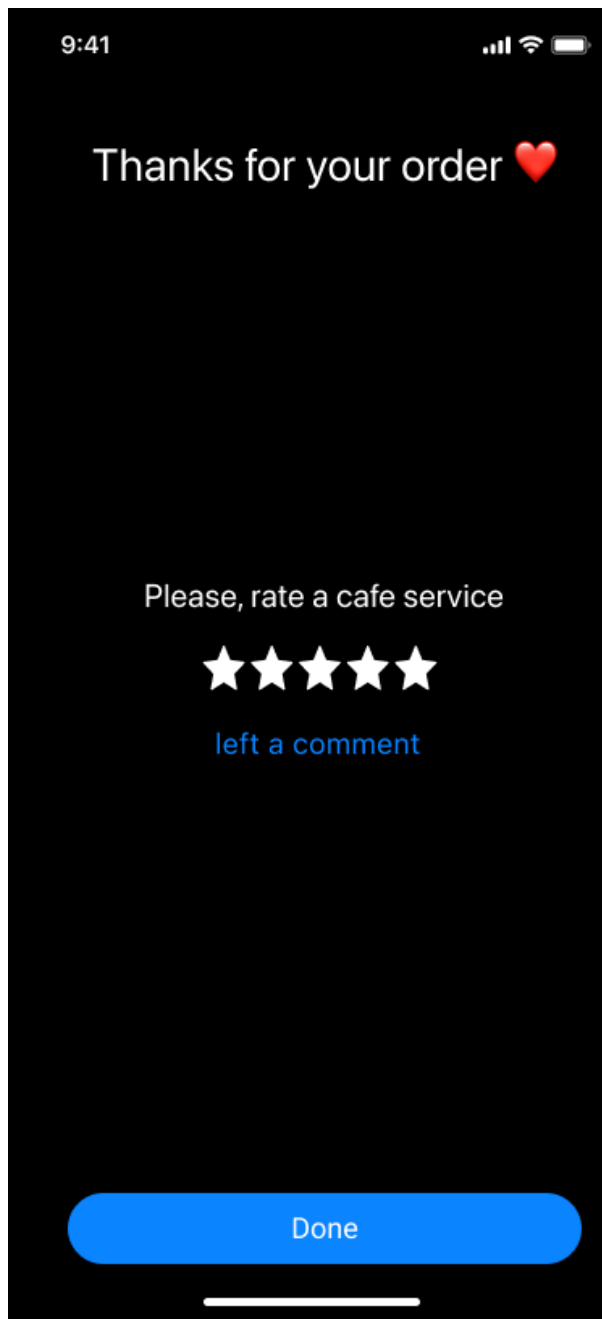 9:41
Thanks for your order ❤️
Please, rate a cafe service
left a comment
Done